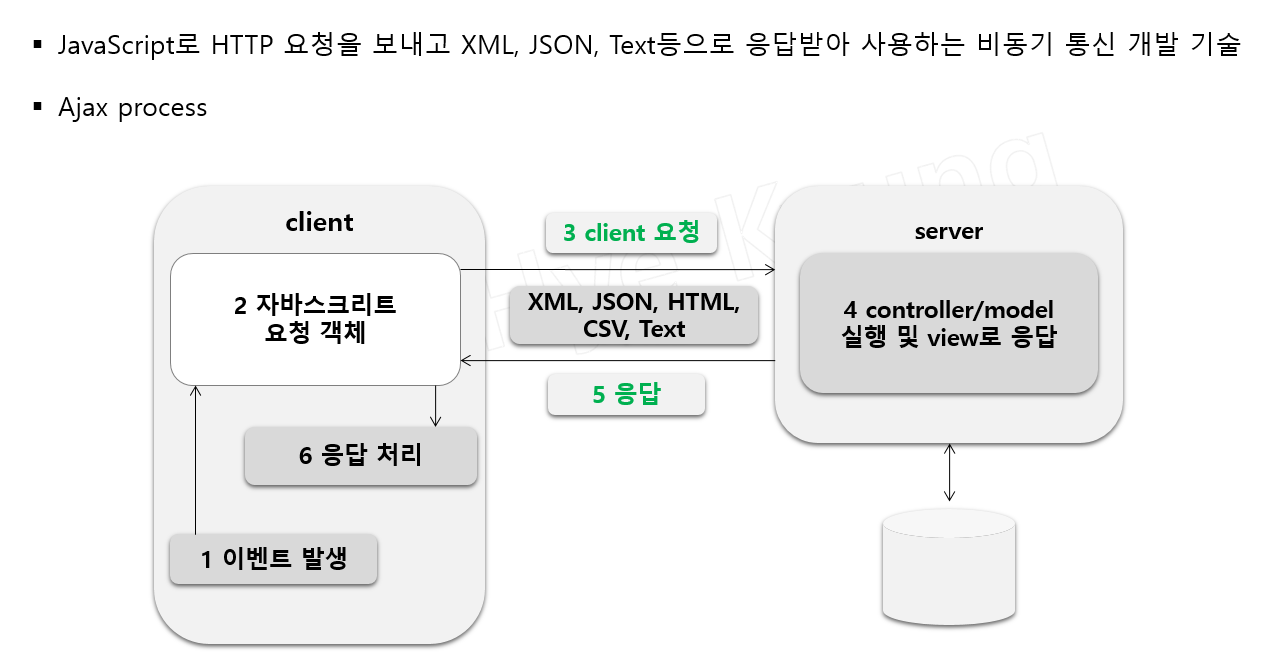 ▪ JavaScript로 HTTP 요청을 보내고 XML, JSON, Text등으로 응답받아 사용하는 비동기 통신 개발 기술
▪ Ajax process
client
3 client 요청
server
2 자바스크리트
요청 객체
XML, JSON, HTML,
CSV, Text
4 controller/model
실행 및 view로 응답
5 응답
6 응답 처리
1 이벤트 발생